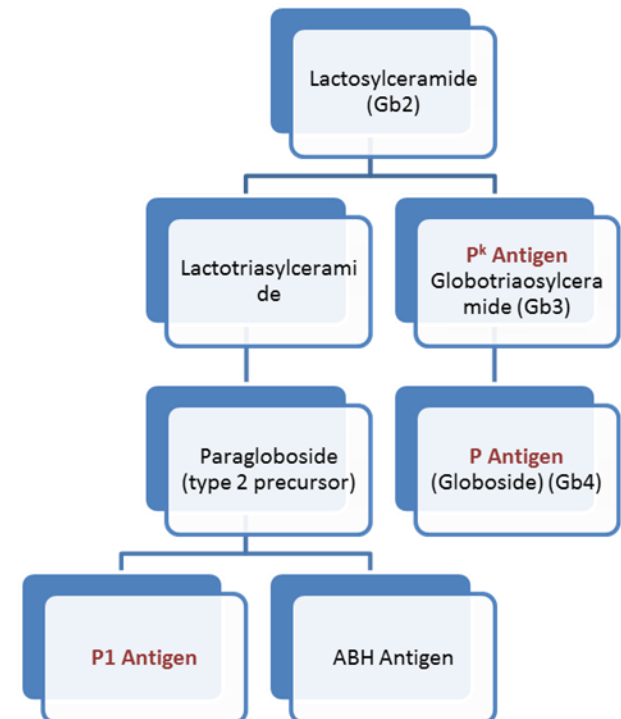 Lactosylceramide
(Gb2)
Lactotriasylcerami
de
Pᵏ Antigen
Globotriaosylcera
mide (Gb3)
Paragloboside
(type 2 precursor)
P Antigen
(Globoside) (Gb4)
P1 Antigen
ABH Antigen